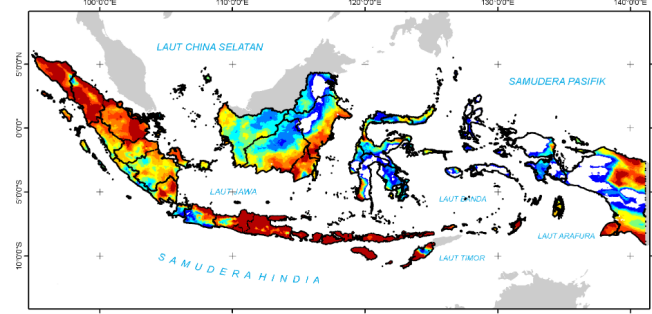 100°0'0"E 110°0'0"E 120°0'0"E 130°0'0"E 140°0'0"E
LAUT CHINA SELATAN
SAMUDERA PASIFIK
5°0'0"N
0°0'0"
5°0'0"S
10°0'0"S
LAUT JAWA
LAUT BANDA
LAUT ARAFURA
LAUT TIMOR
SAMUDERA HINDIA